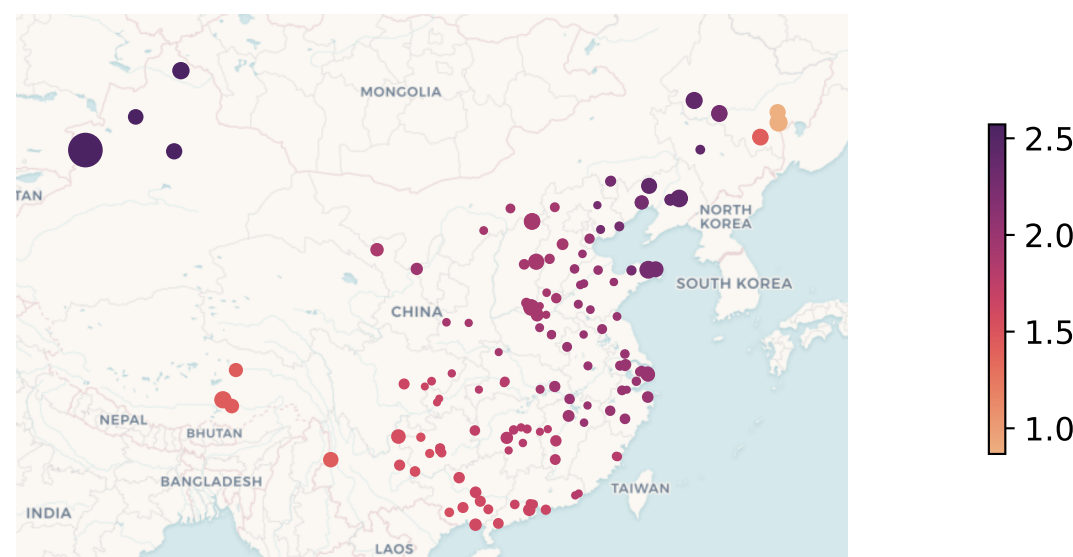 MONGOLIA
TAN
NORTH
KOREA
SOUTH KOREA
CHINA
NEPAL
BHUTAN
BANGLADESH
TAIWAN
INDIA
LAOS
2.5
2.0
1.5
1.0